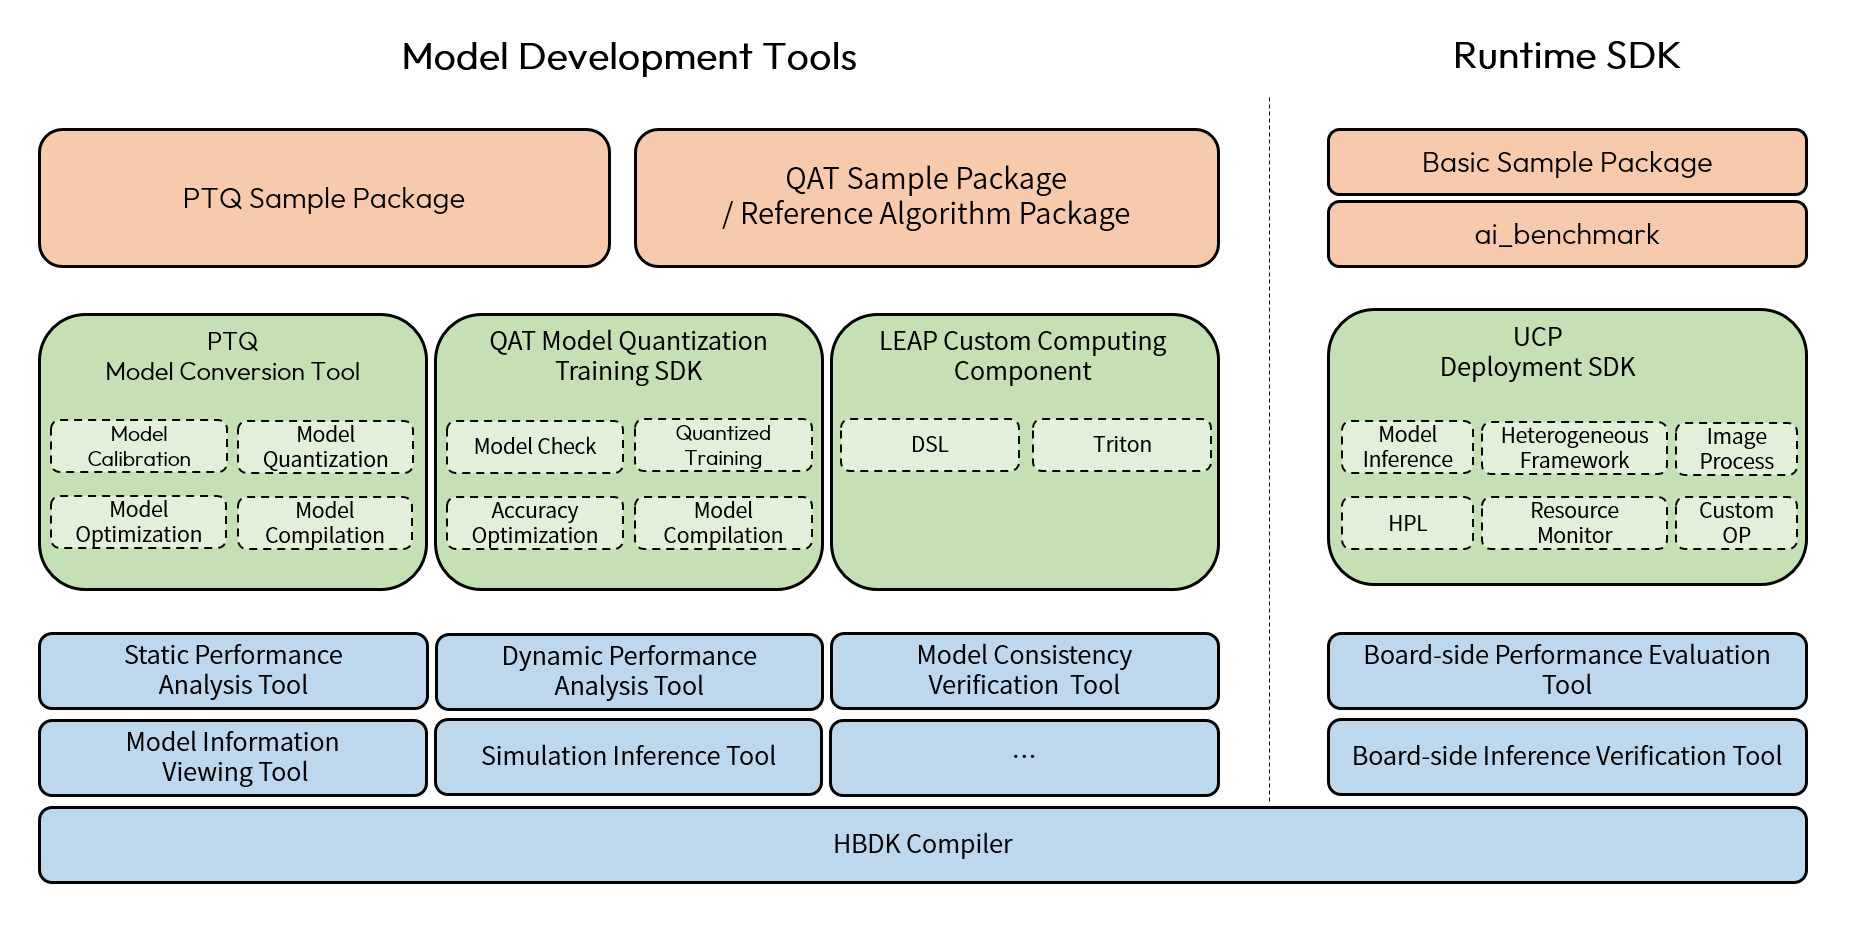 Model Development Tools
Runtime SDK
PTQ Sample Package
QAT Sample Package
/ Reference Algorithm Package
Basic Sample Package
ai_benchmark
PTQ
Model Conversion Tool
Model
Calibration
Model
Quantization
Model
Optimization
Model
Compilation
QAT Model Quantization
Training SDK
Model Check
Quantized
Training
Accuracy
Optimization
Model
Compilation
LEAP Custom Computing
Component
DSL
Triton
UCP
Deployment SDK
Model
Inference
Heterogeneous
Framework
Image
Process
HPL
Resource
Monitor
Custom
OP
Static Performance
Analysis Tool
Dynamic Performance
Analysis Tool
Model Consistency
Verification  Tool
Board-side Performance Evaluation
Tool
Model Information
Viewing Tool
Simulation Inference Tool
...
Board-side Inference Verification Tool
HBDK Compiler